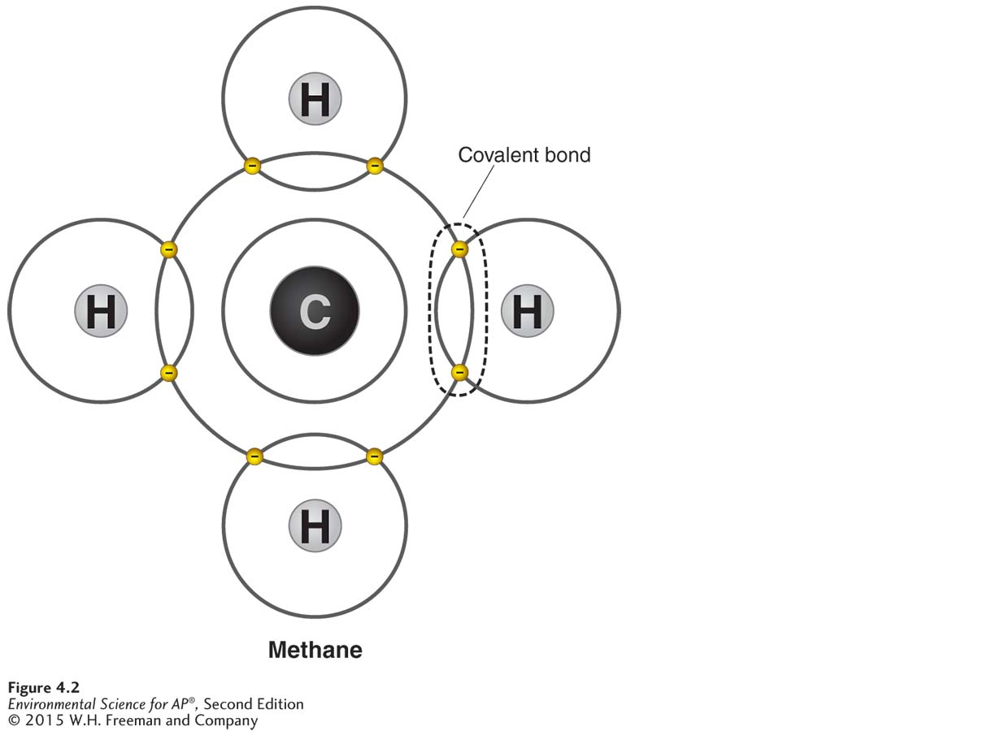 H
Covalent bond
H
C
H
H
Methane
Figure 4.2
Environmental Science for AP®, Second Edition
© 2015 W.H. Freeman and Company